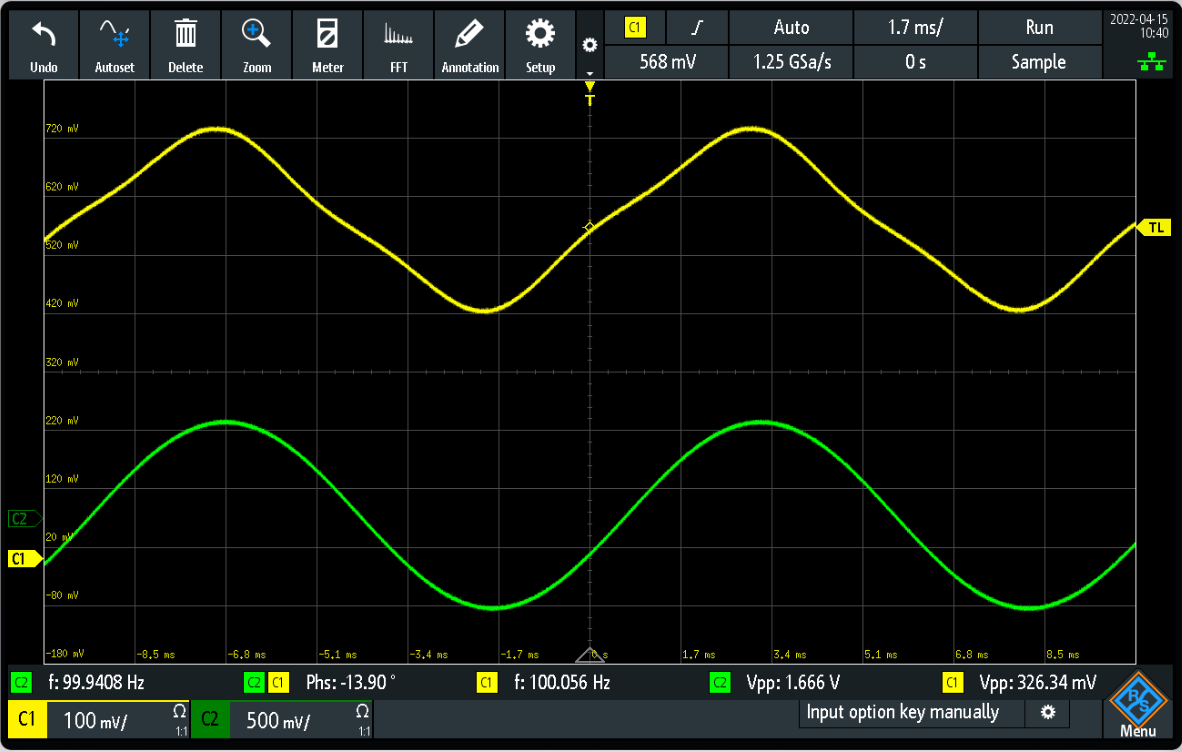 Undo
Autoset
Delete
Zoom
Meter
FFT
Annotation
Setup
C1
Auto
1.7 ms/
Run
568 mV
1.25 GSa/s
0 s
Sample
2022-04-15
10:40
T
720 mV
620 mV
TL
520 mV
420 mV
320 mV
220 mV
120 mV
C2
20 mV
C1
-80 mV
-180 mV
-8.5 ms
-6.8 ms
-5.1 ms
-3.4 ms
-1.7 ms
0 s
1.7 ms
3.4 ms
5.1 ms
6.8 ms
8.5 ms
C2 f: 99.9408 Hz
C2 C1 Phs: -13.90 °
C1 f: 100.056 Hz
C2 Vpp: 1.666 V
C1 Vpp: 326.34 mV
C1 100 mV/ Ω 1:1
C2 500 mV/ Ω 1:1
Input option key manually
R S
Menu